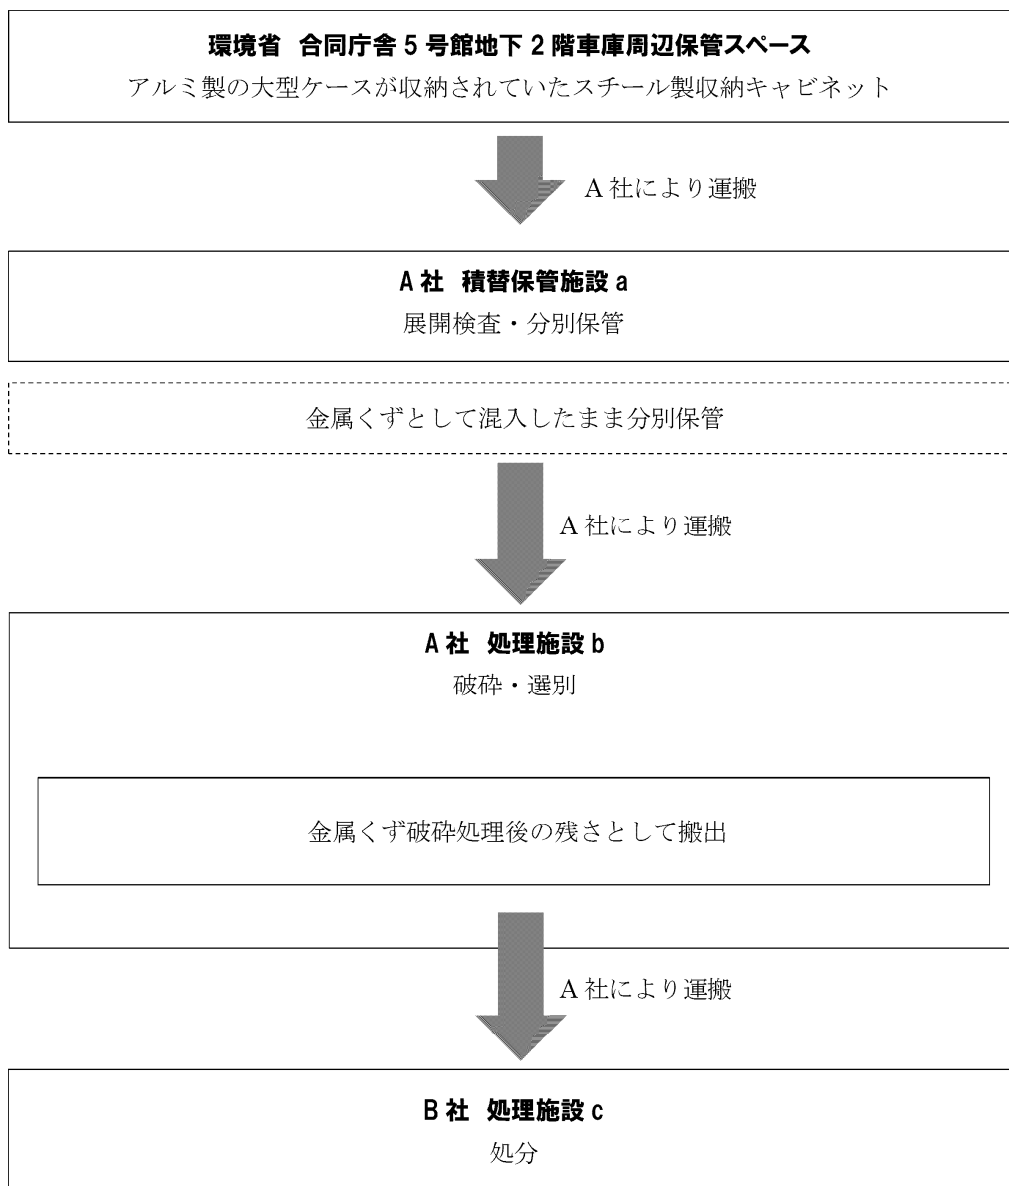 環境省 合同庁舎5号館地下2階車庫周辺保管スペース
アルミ製の大型ケースが収納されていたスチール製収納キャビネット
A社により運搬
A社 積替保管施設a
展開検査・分別保管
金属くずとして混入したまま分別保管
A社により運搬
A社 処理施設b
破砕・選別
金属くず破砕処理後の残さとして搬出
A社により運搬
B社 処理施設c
処分